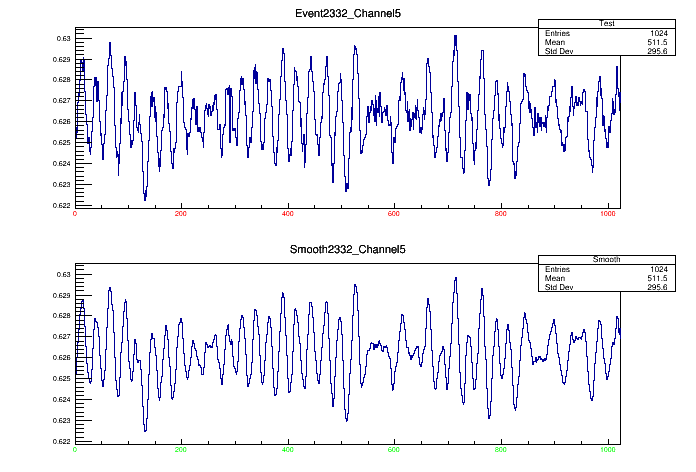 Event2332_Channel5
Test
Entries 1024
Mean 511.5
Std Dev 295.6
0.63
0.629
0.628
0.627
0.626
0.625
0.624
0.623
0.622
0 200 400 600 800 1000
Smooth2332_Channel5
Smooth
Entries 1024
Mean 511.5
Std Dev 295.6
0.63
0.629
0.628
0.627
0.626
0.625
0.624
0.623
0.622
0 200 400 600 800 1000